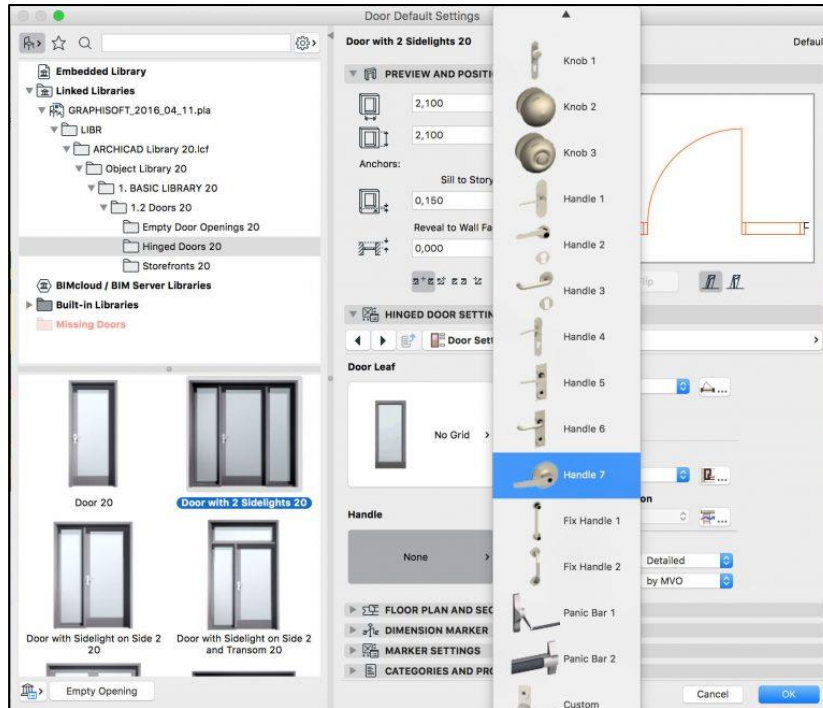 Door Default Settings
Embedded Library
Linked Libraries
GRAPHISOFT_2016_04_11.pla
LIBR
ARCHICAD Library 20.lcf
Object Library 20
1. BASIC LIBRARY 20
1.2 Doors 20
Empty Door Openings 20
Hinged Doors 20
Storefronts 20
BIMcloud / BIM Server Libraries
Built-in Libraries
Missing Doors
Door 20
Door with 2 Sidelights 20
Door with Sidelight on Side 2
20
Door with Sidelight on Side 2
and Transom 20
Empty Opening
Door with 2 Sidelights 20
Defaul
PREVIEW AND POSITI
2,100
2,100
Anchors:
Sill to Story
0,150
Reveal to Wall Fa
0,000
HINGED DOOR SETTIN
Door Sett
Door Leaf
No Grid
Handle
None
on
Detailed
by MVO
FLOOR PLAN AND SEC
DIMENSION MARKER
MARKER SETTINGS
CATEGORIES AND PRO
Knob 1
Knob 2
Knob 3
Handle 1
Handle 2
Handle 3
Handle 4
Handle 5
Handle 6
Handle 7
Fix Handle 1
Fix Handle 2
Panic Bar 1
Panic Bar 2
Custom
Cancel
OK